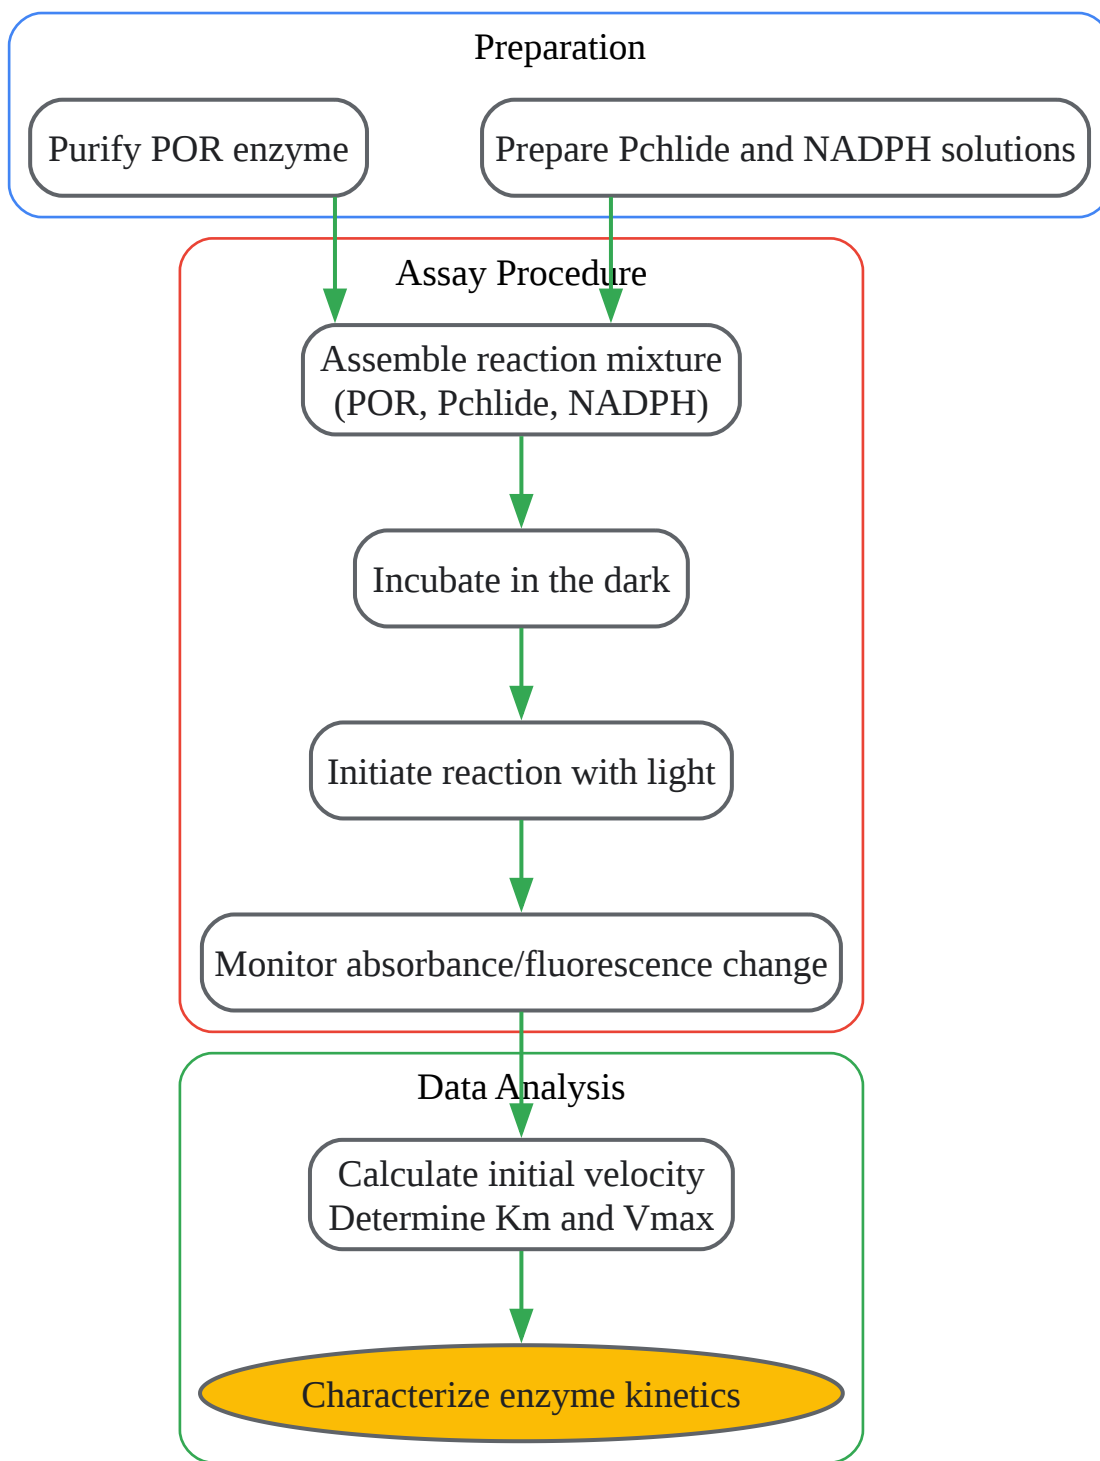 Preparation
Purify POR enzyme
Prepare Pchlide and NADPH solutions
Assay Procedure
Assemble reaction mixture
(POR, Pchlide, NADPH)
Incubate in the dark
Initiate reaction with light
Monitor absorbance/fluorescence change
Data Analysis
Calculate initial velocity
Determine Km and Vmax
Characterize enzyme kinetics